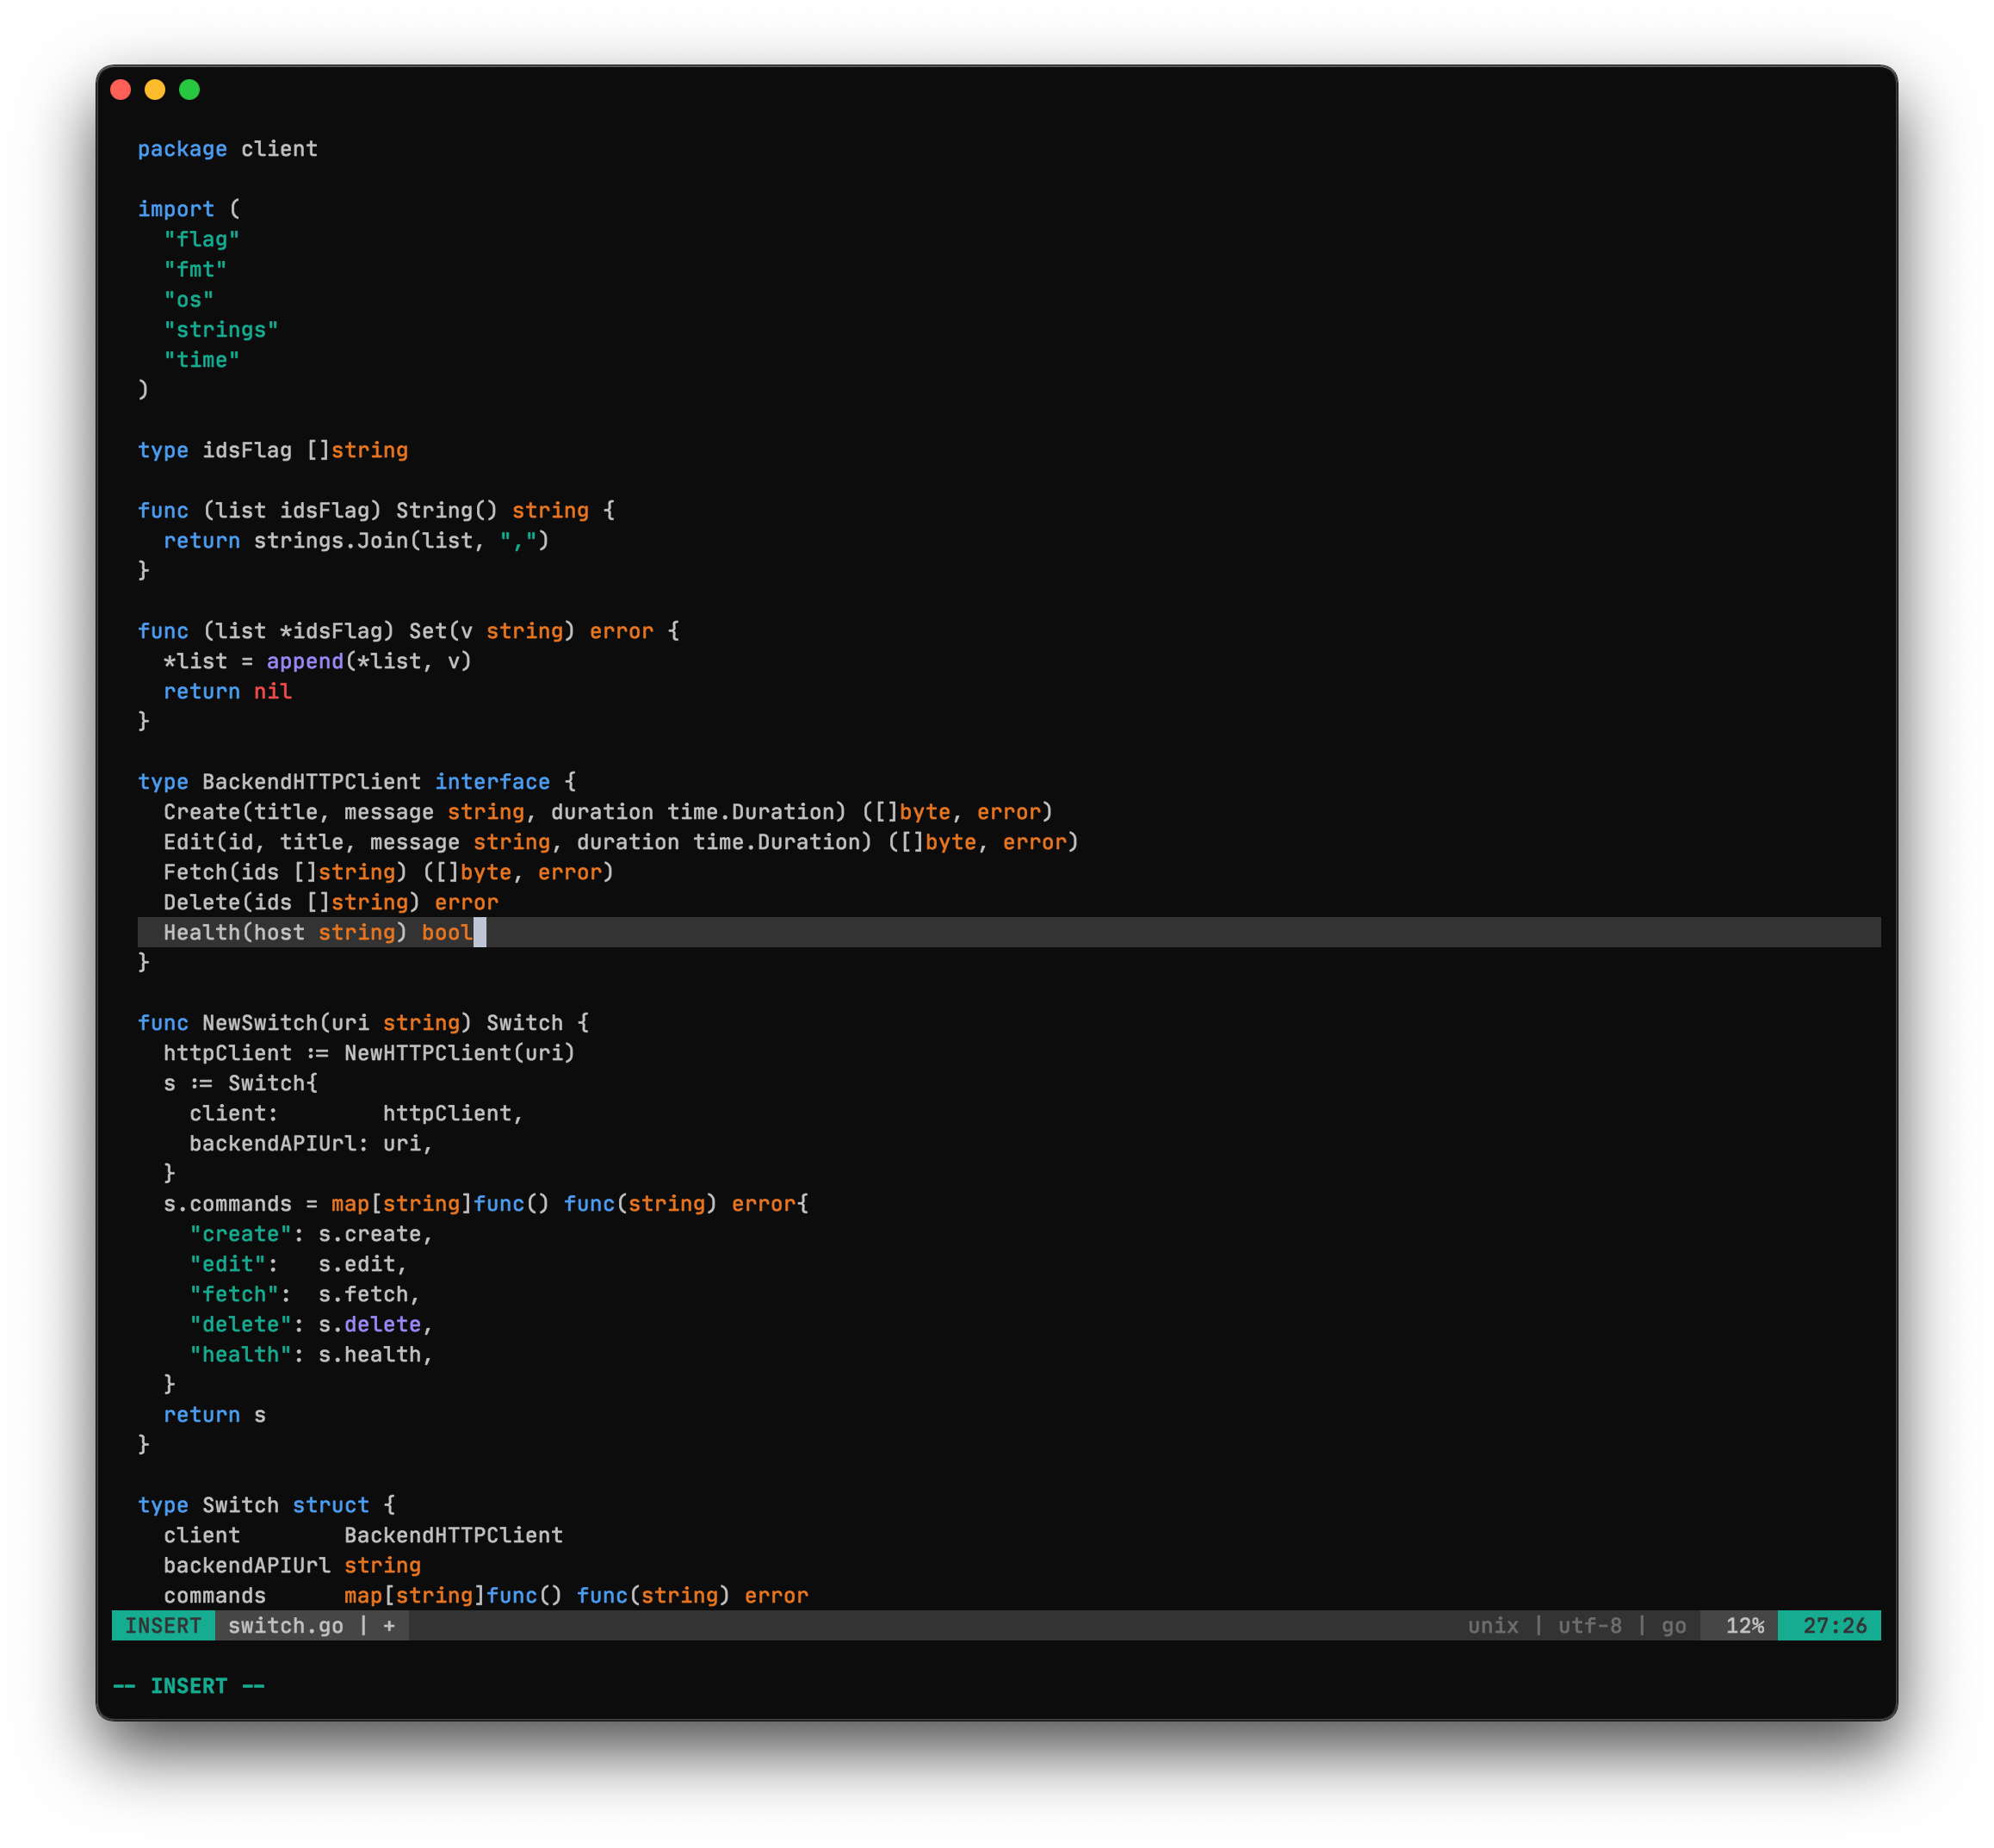 package client

import (
  "flag"
  "fmt"
  "os"
  "strings"
  "time"
)

type idsFlag []string

func (list idsFlag) String() string {
  return strings.Join(list, ",")
}

func (list *idsFlag) Set(v string) error {
  *list = append(*list, v)
  return nil
}

type BackendHTTPClient interface {
  Create(title, message string, duration time.Duration) ([]byte, error)
  Edit(id, title, message string, duration time.Duration) ([]byte, error)
  Fetch(ids []string) ([]byte, error)
  Delete(ids []string) error
  Health(host string) bool
}

func NewSwitch(uri string) Switch {
  httpClient := NewHTTPClient(uri)
  s := Switch{
    client:        httpClient,
    backendAPIUrl: uri,
  }
  s.commands = map[string]func() func(string) error{
    "create": s.create,
    "edit":   s.edit,
    "fetch":  s.fetch,
    "delete": s.delete,
    "health": s.health,
  }
  return s
}

type Switch struct {
  client        BackendHTTPClient
  backendAPIUrl string
  commands      map[string]func() func(string) error
INSERT switch.go | + unix | utf-8 | go 12% 27:26
-- INSERT --